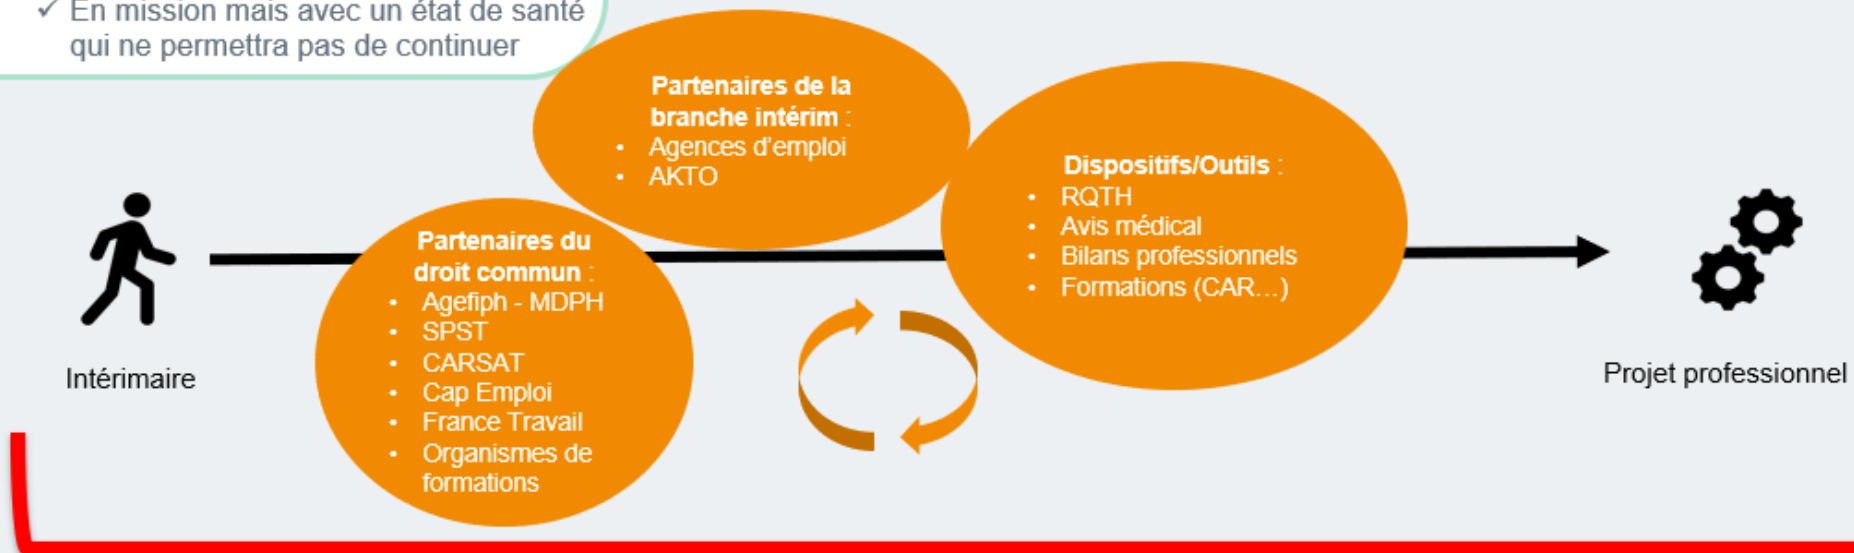 ✓ En mission mais avec un état de santé
qui ne permettra pas de continuer
Partenaires de la
branche intérim :
• Agences d'emploi
• AKTO
Dispositifs/Outils :
• RQTH
• Avis médical
• Bilans professionnels
• Formations (CAR...)
Partenaires du
droit commun :
• Agefiph - MDPH
• SPST
• CARSAT
• Cap Emploi
• France Travail
• Organismes de
formations
Intérimaire
Projet professionnel